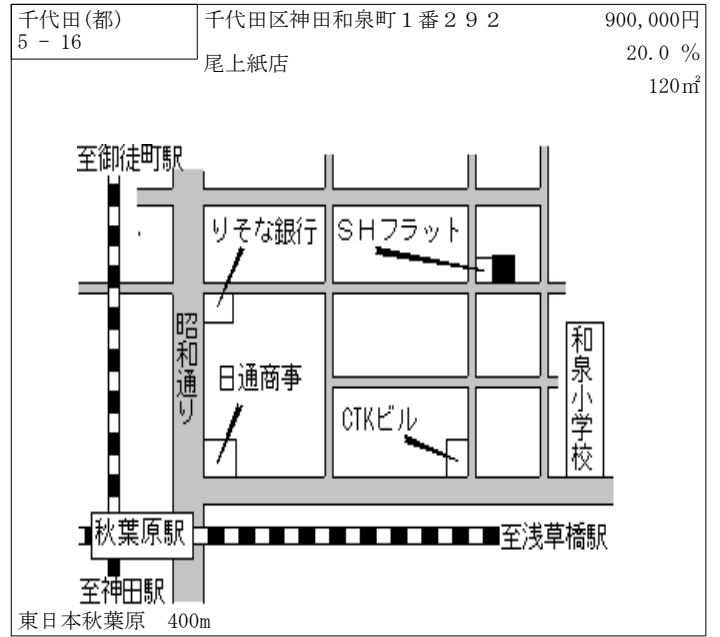 千代田(都)
5 - 16
千代田区神田和泉町１番２９２
尾上紙店
900,000円
20.0 %
120㎡
至御徒町駅
りそな銀行
ＳＨフラット
昭和通り
日通商事
CTKビル
和泉小学校
秋葉原駅
至浅草橋駅
至神田駅
東日本秋葉原　400m